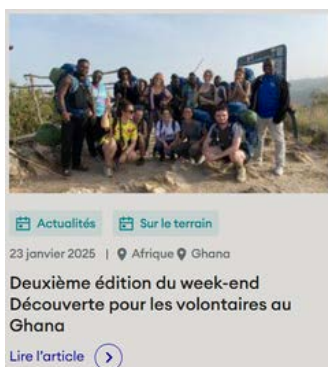 Actualités Sur le terrain
23 janvier 2025 | Afrique Ghana
Deuxième édition du week-end
Découverte pour les volontaires au
Ghana
Lire l'article